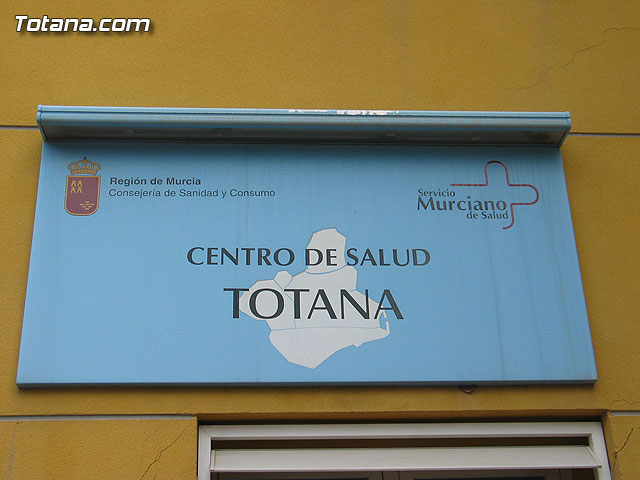 Totana.com
Región de Murcia
Consejería de Sanidad y Consumo
Servicio
Murciano
de Salud
CENTRO DE SALUD
TOTANA